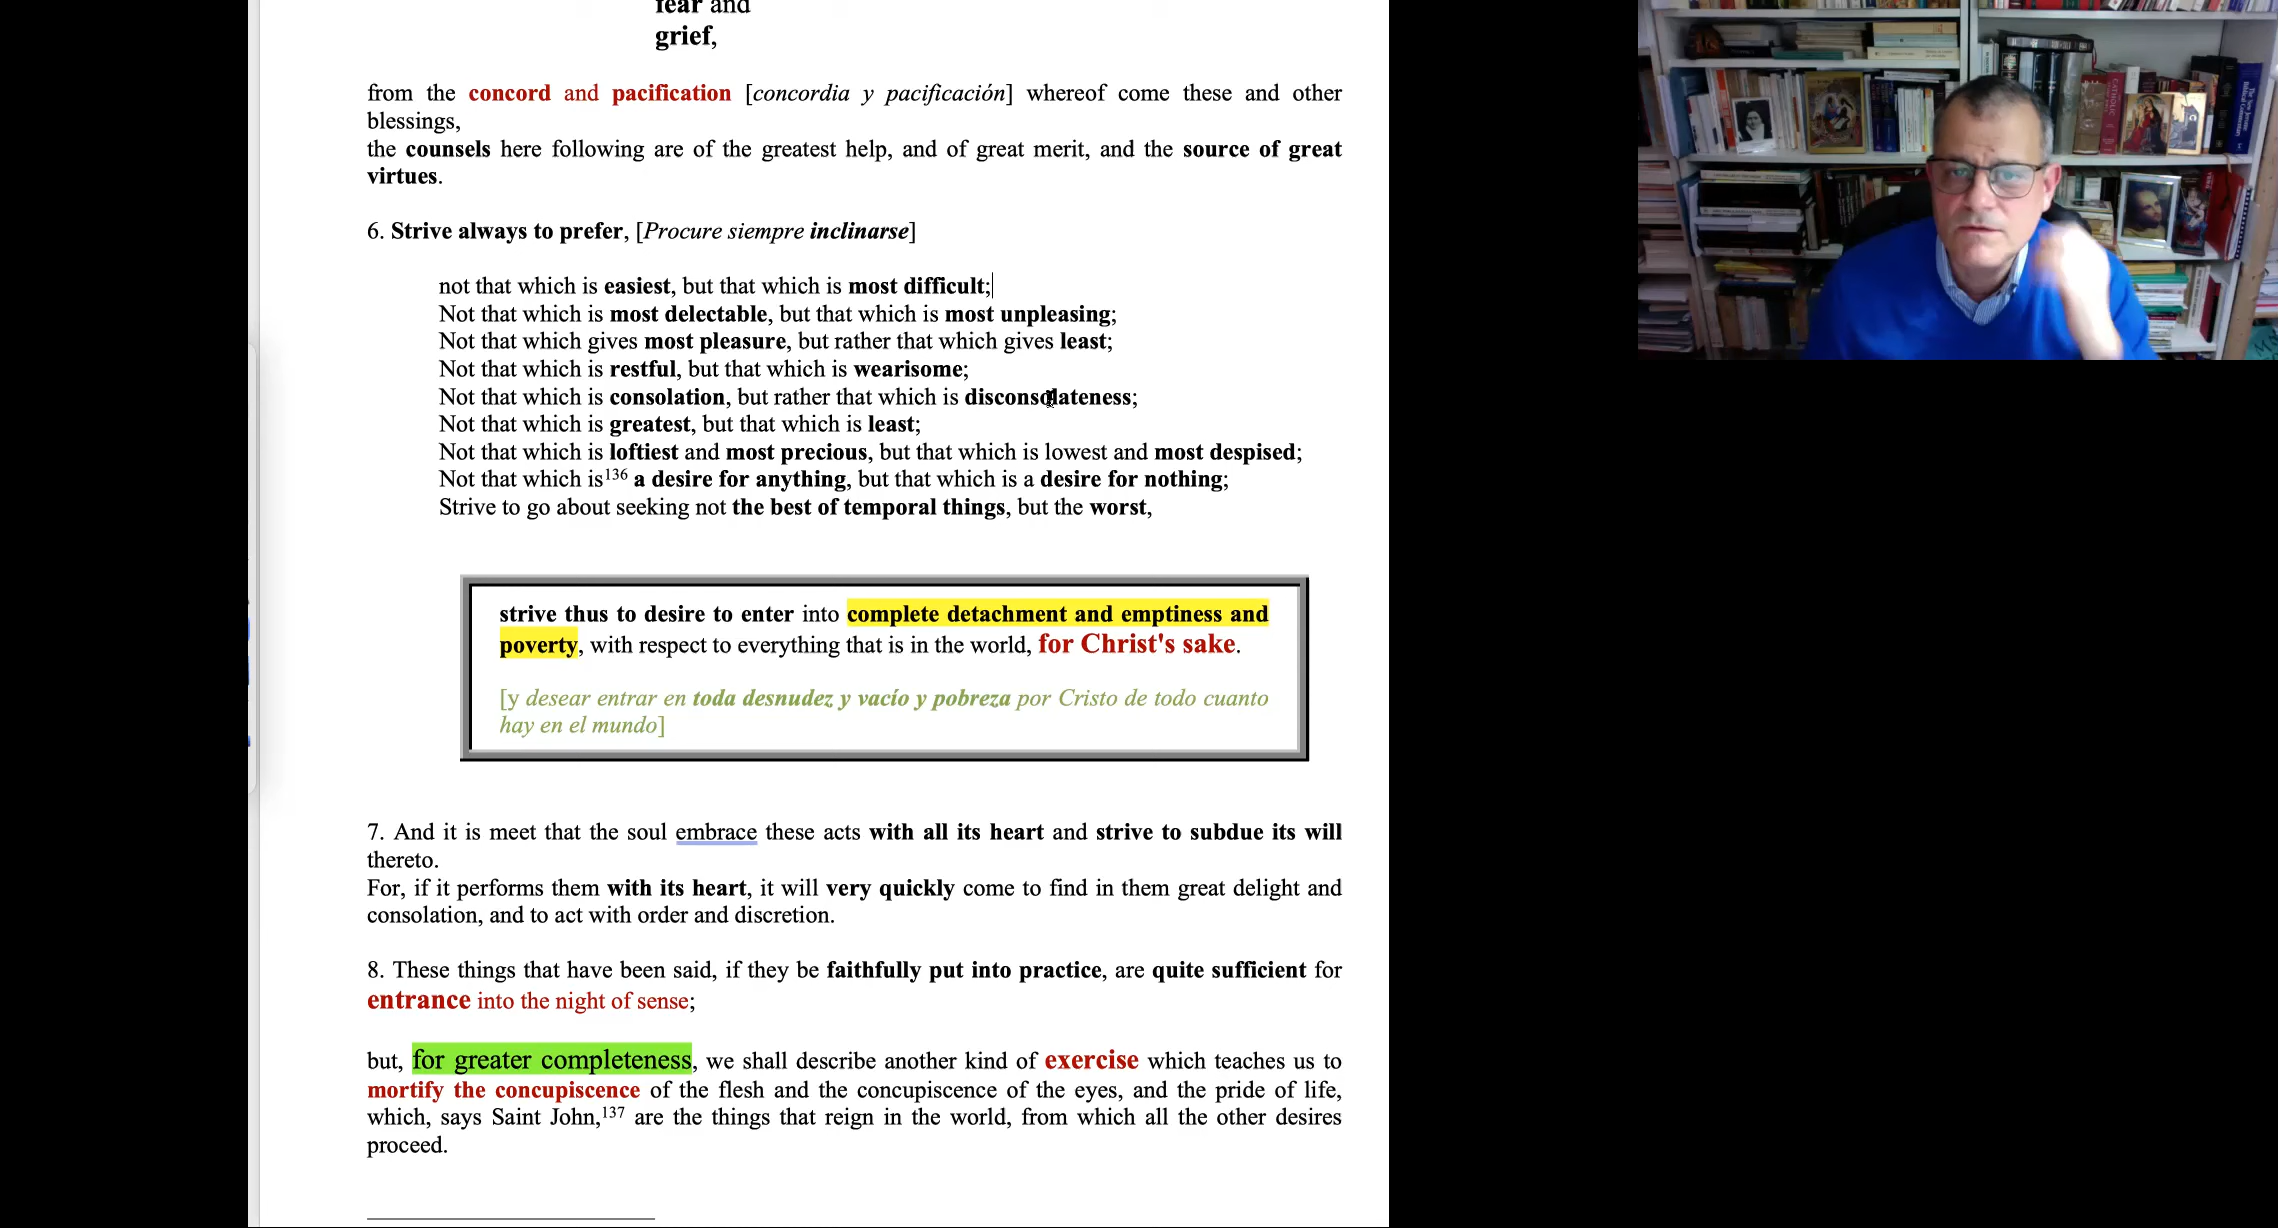 fear and
grief,
from the concord and pacification [concordia y pacificación] whereof come these and other
blessings,
the counsels here following are of the greatest help, and of great merit, and the source of great
virtues.
6. Strive always to prefer, [Procure siempre inclinarse]
not that which is easiest, but that which is most difficult;
Not that which is most delectable, but that which is most unpleasing;
Not that which gives most pleasure, but rather that which gives least;
Not that which is restful, but that which is wearisome;
Not that which is consolation, but rather that which is disconsolateness;
Not that which is greatest, but that which is least;
Not that which is loftiest and most precious, but that which is lowest and most despised;
Not that which is136 a desire for anything, but that which is a desire for nothing;
Strive to go about seeking not the best of temporal things, but the worst,
strive thus to desire to enter into complete detachment and emptiness and
poverty, with respect to everything that is in the world, for Christ's sake.
[y desear entrar en toda desnudez y vacío y pobreza por Cristo de todo cuanto
hay en el mundo]
7. And it is meet that the soul embrace these acts with all its heart and strive to subdue its will
thereto.
For, if it performs them with its heart, it will very quickly come to find in them great delight and
consolation, and to act with order and discretion.
8. These things that have been said, if they be faithfully put into practice, are quite sufficient for
entrance into the night of sense;
but, for greater completeness, we shall describe another kind of exercise which teaches us to
mortify the concupiscence of the flesh and the concupiscence of the eyes, and the pride of life,
which, says Saint John,137 are the things that reign in the world, from which all the other desires
proceed.